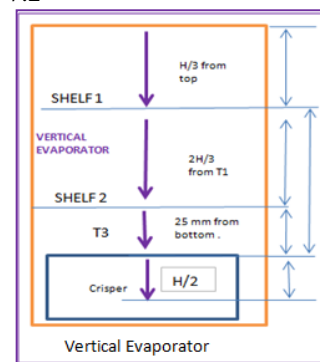 H/3 from
top
SHELF 1
VERTICAL
EVAPORATOR
2H/3
from T1
SHELF 2
T3
25 mm from
bottom .
Crisper
H/2
Vertical Evaporator